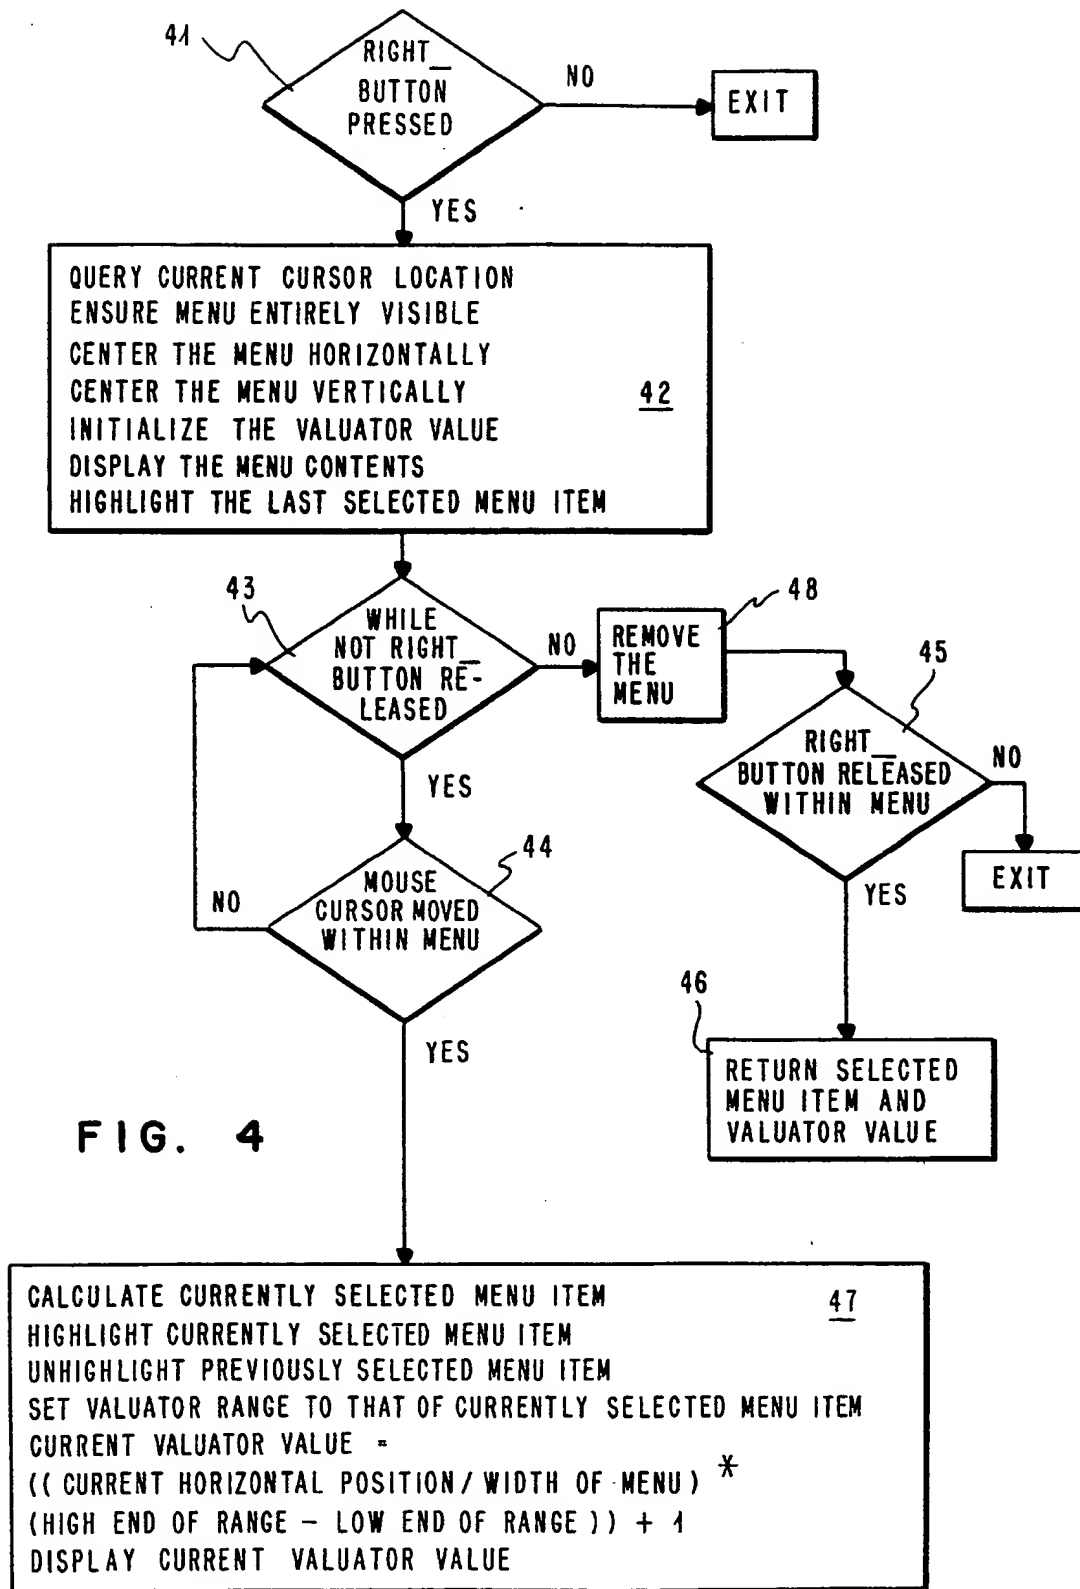 41
RIGHT_
BUTTON
PRESSED
NO
EXIT
YES
QUERY CURRENT CURSOR LOCATION
ENSURE MENU ENTIRELY VISIBLE
CENTER THE MENU HORIZONTALLY
CENTER THE MENU VERTICALLY
42
INITIALIZE THE VALUATOR VALUE
DISPLAY THE MENU CONTENTS
HIGHLIGHT THE LAST SELECTED MENU ITEM
43
WHILE
NOT RIGHT_
BUTTON RE-
LEASED
NO
48
REMOVE
THE
MENU
45
RIGHT_
BUTTON RELEASED
WITHIN MENU
NO
EXIT
YES
YES
44
MOUSE
CURSOR MOVED
WITHIN MENU
NO
YES
46
RETURN SELECTED
MENU ITEM AND
VALUATOR VALUE
FIG. 4
CALCULATE CURRENTLY SELECTED MENU ITEM
47
HIGHLIGHT CURRENTLY SELECTED MENU ITEM
UNHIGHLIGHT PREVIOUSLY SELECTED MENU ITEM
SET VALUATOR RANGE TO THAT OF CURRENTLY SELECTED MENU ITEM
CURRENT VALUATOR VALUE =
((CURRENT HORIZONTAL POSITION/WIDTH OF MENU) *
(HIGH END OF RANGE - LOW END OF RANGE)) + 1
DISPLAY CURRENT VALUATOR VALUE